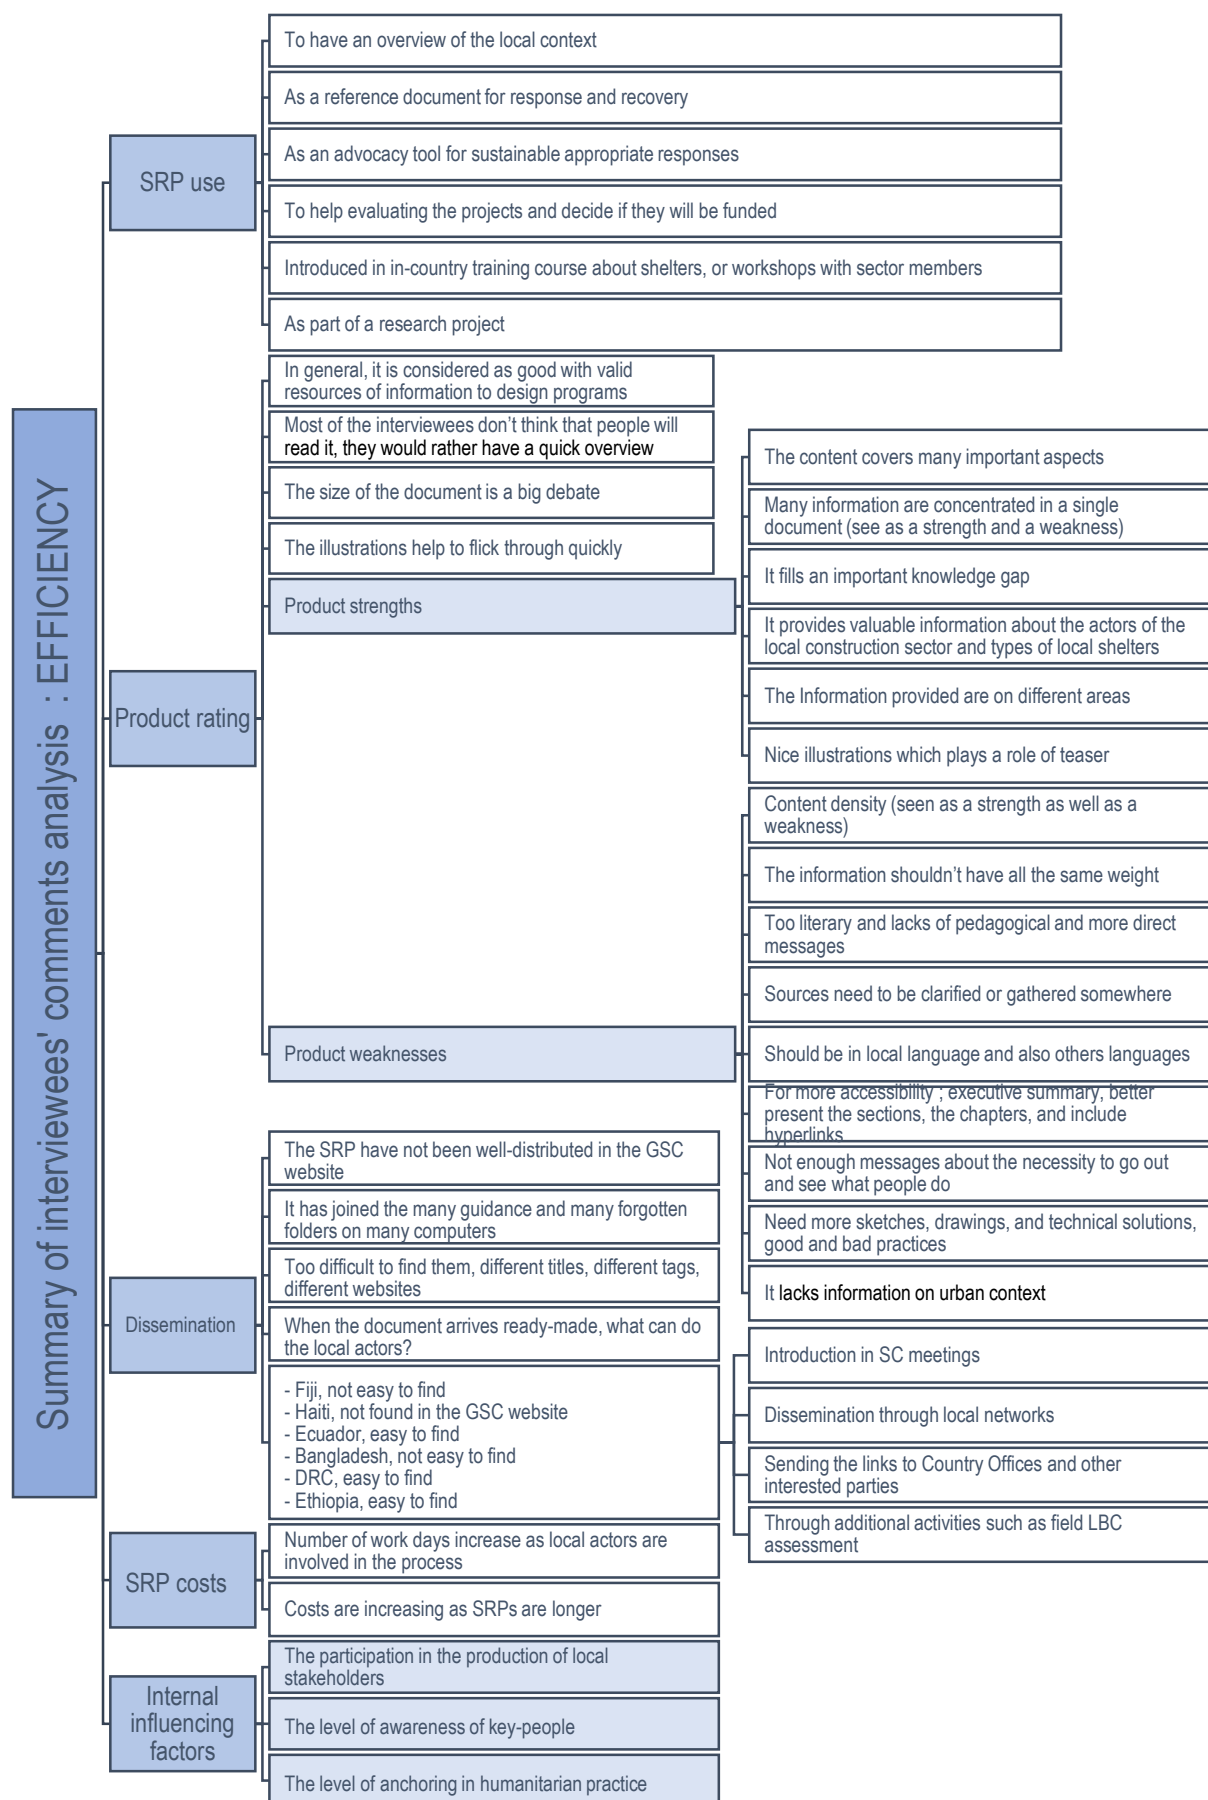 Summary of interviewees' comments analysis : EFFICIENCY
SRP use
To have an overview of the local context
As a reference document for response and recovery
As an advocacy tool for sustainable appropriate responses
To help evaluating the projects and decide if they will be funded
Introduced in in-country training course about shelters, or workshops with sector members
As part of a research project
Product rating
In general, it is considered as good with valid
resources of information to design programs
Most of the interviewees don't think that people will
read it, they would rather have a quick overview
The size of the document is a big debate
The illustrations help to flick through quickly
Product strengths
The content covers many important aspects
Many information are concentrated in a single
document (see as a strength and a weakness)
It fills an important knowledge gap
It provides valuable information about the actors of the
local construction sector and types of local shelters
The Information provided are on different areas
Nice illustrations which plays a role of teaser
Product weaknesses
Content density (seen as a strength as well as a
weakness)
The information shouldn't have all the same weight
Too literary and lacks of pedagogical and more direct
messages
Sources need to be clarified or gathered somewhere
Should be in local language and also others languages
For more accessibility ; executive summary, better
present the sections, the chapters, and include
hyperlinks
Not enough messages about the necessity to go out
and see what people do
Need more sketches, drawings, and technical solutions,
good and bad practices
It lacks information on urban context
Dissemination
The SRP have not been well-distributed in the GSC
website
It has joined the many guidance and many forgotten
folders on many computers
Too difficult to find them, different titles, different tags,
different websites
When the document arrives ready-made, what can do
the local actors?
- Fiji, not easy to find
- Haiti, not found in the GSC website
- Ecuador, easy to find
- Bangladesh, not easy to find
- DRC, easy to find
- Ethiopia, easy to find
Introduction in SC meetings
Dissemination through local networks
Sending the links to Country Offices and other
interested parties
Through additional activities such as field LBC
assessment
SRP costs
Number of work days increase as local actors are
involved in the process
Costs are increasing as SRPs are longer
Internal
influencing
factors
The participation in the production of local
stakeholders
The level of awareness of key-people
The level of anchoring in humanitarian practice